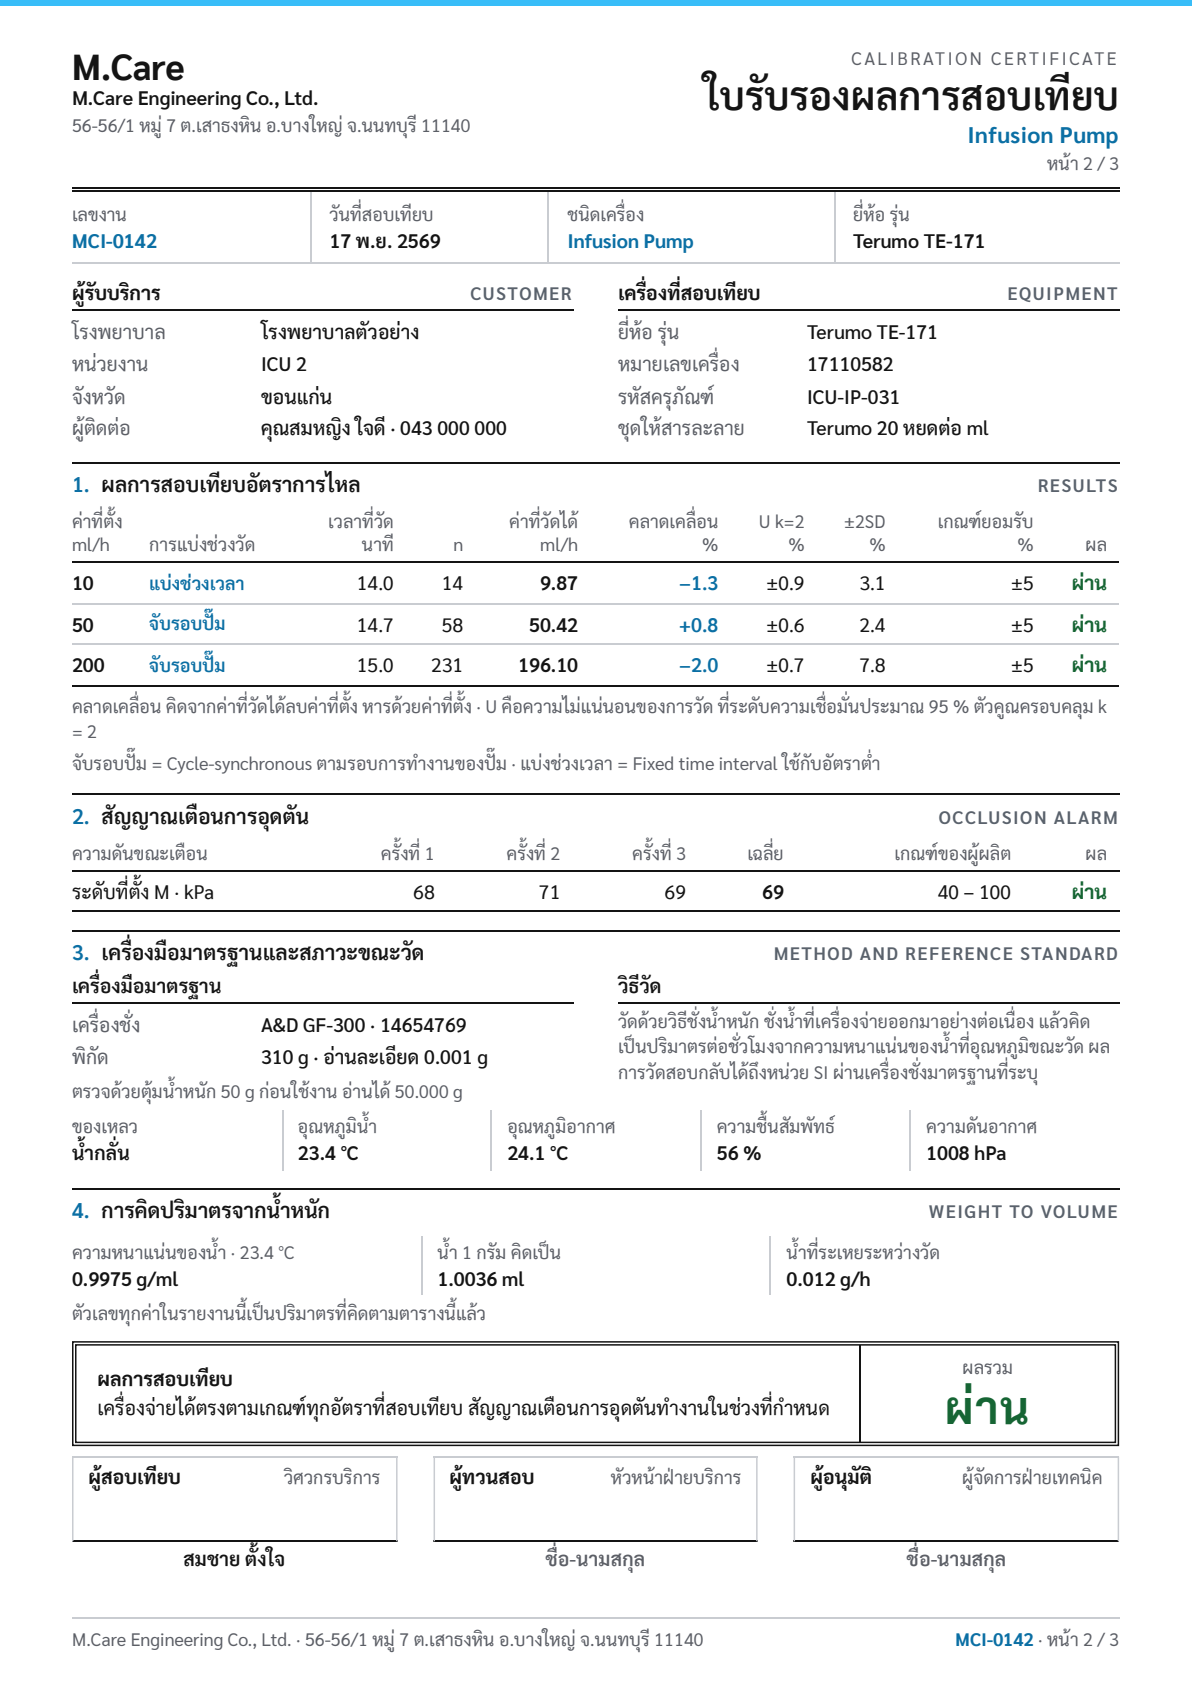 M.Care
M.Care Engineering Co., Ltd.
56-56/1 หมู่ 7 ต.เสาธงหิน อ.บางใหญ่ จ.นนทบุรี 11140
CALIBRATION CERTIFICATE
ใบรับรองผลการสอบเทียบ
Infusion Pump
หน้า 2 / 3
เลขงาน วันที่สอบเทียบ ชนิดเครื่อง ยี่ห้อ รุ่น
MCI-0142 17 พ.ย. 2569 Infusion Pump Terumo TE-171
ผู้รับบริการ CUSTOMER
โรงพยาบาล โรงพยาบาลตัวอย่าง
หน่วยงาน ICU 2
จังหวัด ขอนแก่น
ผู้ติดต่อ คุณสมหญิง ใจดี · 043 000 000
เครื่องที่สอบเทียบ EQUIPMENT
ยี่ห้อ รุ่น Terumo TE-171
หมายเลขเครื่อง 17110582
รหัสครุภัณฑ์ ICU-IP-031
ชุดให้สารละลาย Terumo 20 หยดต่อ ml
1. ผลการสอบเทียบอัตราการไหล RESULTS
ค่าที่ตั้ง เวลาที่วัด ค่าที่วัดได้ คลาดเคลื่อน U k=2 ±2SD เกณฑ์ยอมรับ
ml/h การแบ่งช่วงวัด นาที n ml/h % % % % ผล
10 แบ่งช่วงเวลา 14.0 14 9.87 −1.3 ±0.9 3.1 ±5 ผ่าน
50 จับรอบปั๊ม 14.7 58 50.42 +0.8 ±0.6 2.4 ±5 ผ่าน
200 จับรอบปั๊ม 15.0 231 196.10 −2.0 ±0.7 7.8 ±5 ผ่าน
คลาดเคลื่อน คิดจากค่าที่วัดได้ลบค่าที่ตั้ง หารด้วยค่าที่ตั้ง · U คือความไม่แน่นอนของการวัด ที่ระดับความเชื่อมั่นประมาณ 95 % ตัวคูณครอบคลุม k
= 2
จับรอบปั๊ม = Cycle-synchronous ตามรอบการทำงานของปั๊ม · แบ่งช่วงเวลา = Fixed time interval ใช้กับอัตราต่ำ
2. สัญญาณเตือนการอุดตัน OCCLUSION ALARM
ความดันขณะเตือน ครั้งที่ 1 ครั้งที่ 2 ครั้งที่ 3 เฉลี่ย เกณฑ์ของผู้ผลิต ผล
ระดับที่ตั้ง M · kPa 68 71 69 69 40 – 100 ผ่าน
3. เครื่องมือมาตรฐานและสภาวะขณะวัด METHOD AND REFERENCE STANDARD
เครื่องมือมาตรฐาน
เครื่องชั่ง A&D GF-300 · 14654769
พิกัด 310 g · อ่านละเอียด 0.001 g
ตรวจด้วยตุ้มน้ำหนัก 50 g ก่อนใช้งาน อ่านได้ 50.000 g
วิธีวัด
วัดด้วยวิธีชั่งน้ำหนัก ชั่งน้ำที่เครื่องจ่ายออกมาอย่างต่อเนื่อง แล้วคิด
เป็นปริมาตรต่อชั่วโมงจากความหนาแน่นของน้ำที่อุณหภูมิขณะวัด ผล
การวัดสอบกลับได้ถึงหน่วย SI ผ่านเครื่องชั่งมาตรฐานที่ระบุ
ของเหลว อุณหภูมิน้ำ อุณหภูมิอากาศ ความชื้นสัมพัทธ์ ความดันอากาศ
น้ำกลั่น 23.4 °C 24.1 °C 56 % 1008 hPa
4. การคิดปริมาตรจากน้ำหนัก WEIGHT TO VOLUME
ความหนาแน่นของน้ำ · 23.4 °C น้ำ 1 กรัม คิดเป็น น้ำที่ระเหยระหว่างวัด
0.9975 g/ml 1.0036 ml 0.012 g/h
ตัวเลขทุกค่าในรายงานนี้เป็นปริมาตรที่คิดตามตารางนี้แล้ว
ผลการสอบเทียบ
เครื่องจ่ายได้ตรงตามเกณฑ์ทุกอัตราที่สอบเทียบ สัญญาณเตือนการอุดตันทำงานในช่วงที่กำหนด
ผลรวม
ผ่าน
ผู้สอบเทียบ วิศวกรบริการ ผู้ทวนสอบ หัวหน้าฝ่ายบริการ ผู้อนุมัติ ผู้จัดการฝ่ายเทคนิค
สมชาย ตั้งใจ ชื่อ-นามสกุล ชื่อ-นามสกุล
M.Care Engineering Co., Ltd. · 56-56/1 หมู่ 7 ต.เสาธงหิน อ.บางใหญ่ จ.นนทบุรี 11140 MCI-0142 · หน้า 2 / 3